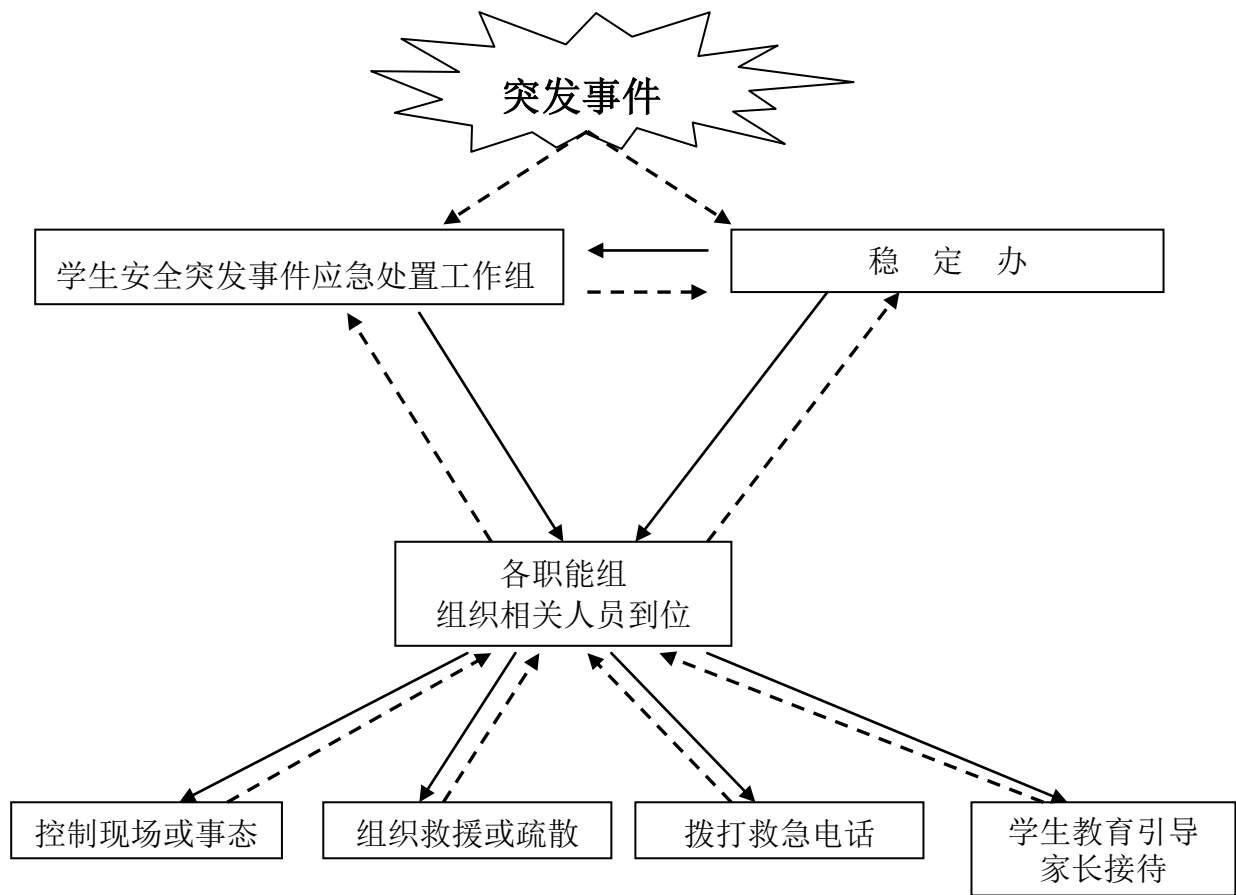 突发事件
学生安全突发事件应急处置工作组
稳 定 办
各职能组
组织相关人员到位
控制现场或事态
组织救援或疏散
拨打救急电话
学生教育引导
家长接待